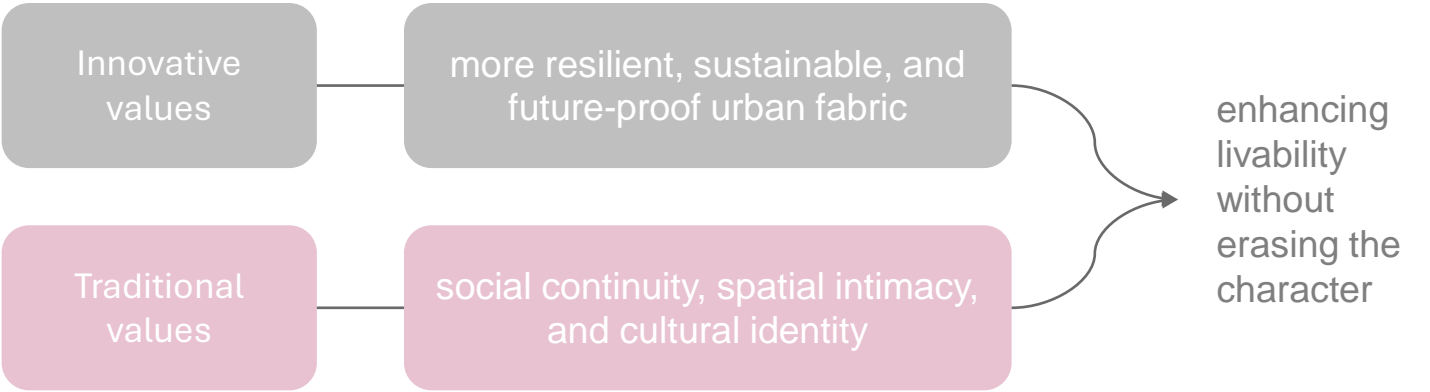 Innovative
values
more resilient, sustainable, and
future-proof urban fabric
Traditional
values
social continuity, spatial intimacy,
and cultural identity
enhancing
livability
without
erasing the
character